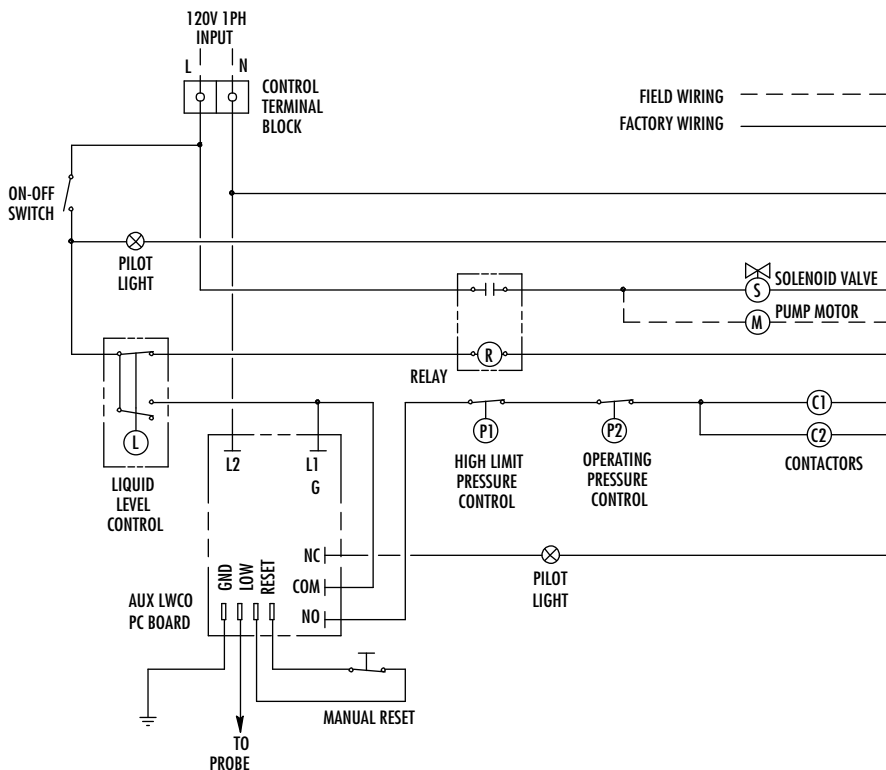 120V 1PH
INPUT
L
N
CONTROL
TERMINAL
BLOCK
FIELD WIRING
FACTORY WIRING
ON-OFF
SWITCH
PILOT
LIGHT
SOLENOID VALVE
S
PUMP MOTOR
M
R
RELAY
L
LIQUID
LEVEL
CONTROL
L2
L1
G
P1
HIGH LIMIT
PRESSURE
CONTROL
P2
OPERATING
PRESSURE
CONTROL
C1
C2
CONTACTORS
NC
COM
NO
GND
LOW
RESET
AUX LWCO
PC BOARD
PILOT
LIGHT
MANUAL RESET
TO
PROBE